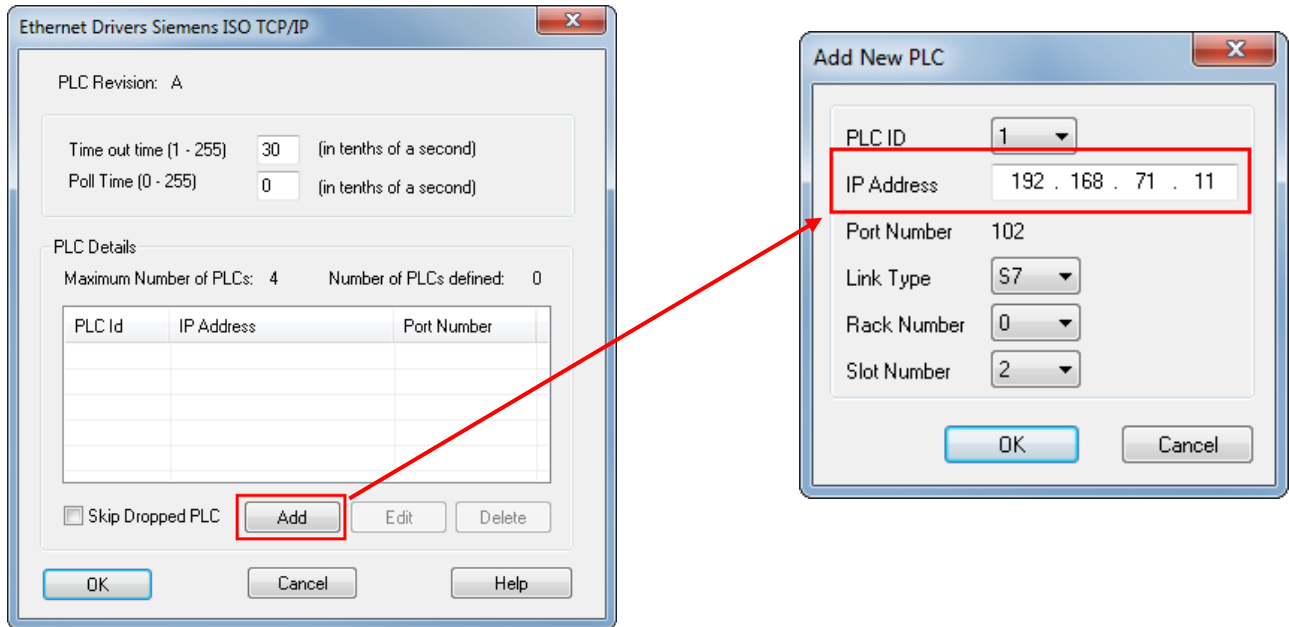 Ethernet Drivers Siemens ISO TCP/IP
PLC Revision: A
Time out time (1 - 255) 30 (in tenths of a second)
Poll Time (0 - 255) 0 (in tenths of a second)
PLC Details
Maximum Number of PLCs: 4 Number of PLCs defined: 0
PLC Id IP Address Port Number
Skip Dropped PLC Add Edit Delete
OK Cancel Help
Add New PLC
PLC ID 1
IP Address 192 . 168 . 71 . 11
Port Number 102
Link Type S7
Rack Number 0
Slot Number 2
OK Cancel